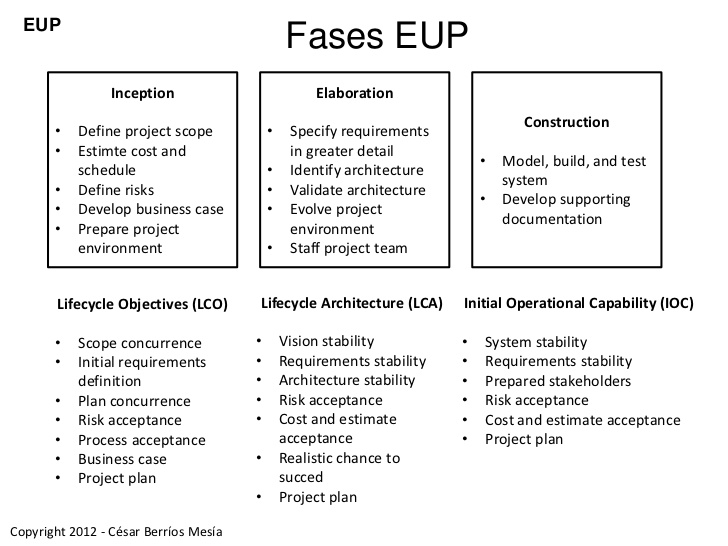 EUP
Fases EUP
Inception
• Define project scope
• Estimte cost and
schedule
• Define risks
• Develop business case
• Prepare project
environment
Elaboration
• Specify requirements
in greater detail
• Identify architecture
• Validate architecture
• Evolve project
environment
• Staff project team
Construction
• Model, build, and test
system
• Develop supporting
documentation
Lifecycle Objectives (LCO)
• Scope concurrence
• Initial requirements
definition
• Plan concurrence
• Risk acceptance
• Process acceptance
• Business case
• Project plan
Lifecycle Architecture (LCA)
• Vision stability
• Requirements stability
• Architecture stability
• Risk acceptance
• Cost and estimate
acceptance
• Realistic chance to
succed
• Project plan
Initial Operational Capability (IOC)
• System stability
• Requirements stability
• Prepared stakeholders
• Risk acceptance
• Cost and estimate acceptance
• Project plan
Copyright 2012 - César Berríos Mesía